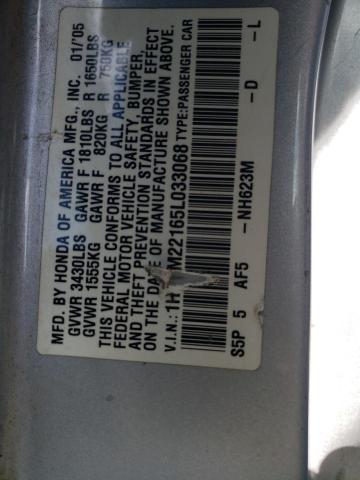 MFD. BY HONDA OF AMERICA MFG., INC. 01/'05
GVWR 3430LBS GAWR F 1810LBS R 1650LBS
GVWR 1555KG GAWR F 820KG R 750KG
THIS VEHICLE CONFORMS TO ALL APPLICABLE
FEDERAL MOTOR VEHICLE SAFETY, BUMPER,
AND THEFT PREVENTION STANDARDS IN EFFECT
ON THE DATE OF MANUFACTURE SHOWN ABOVE.
V.I.N.: 1H M22165L033068 TYPE:PASSENGER CAR
S5P 5 AF5 -NH623M -D -L